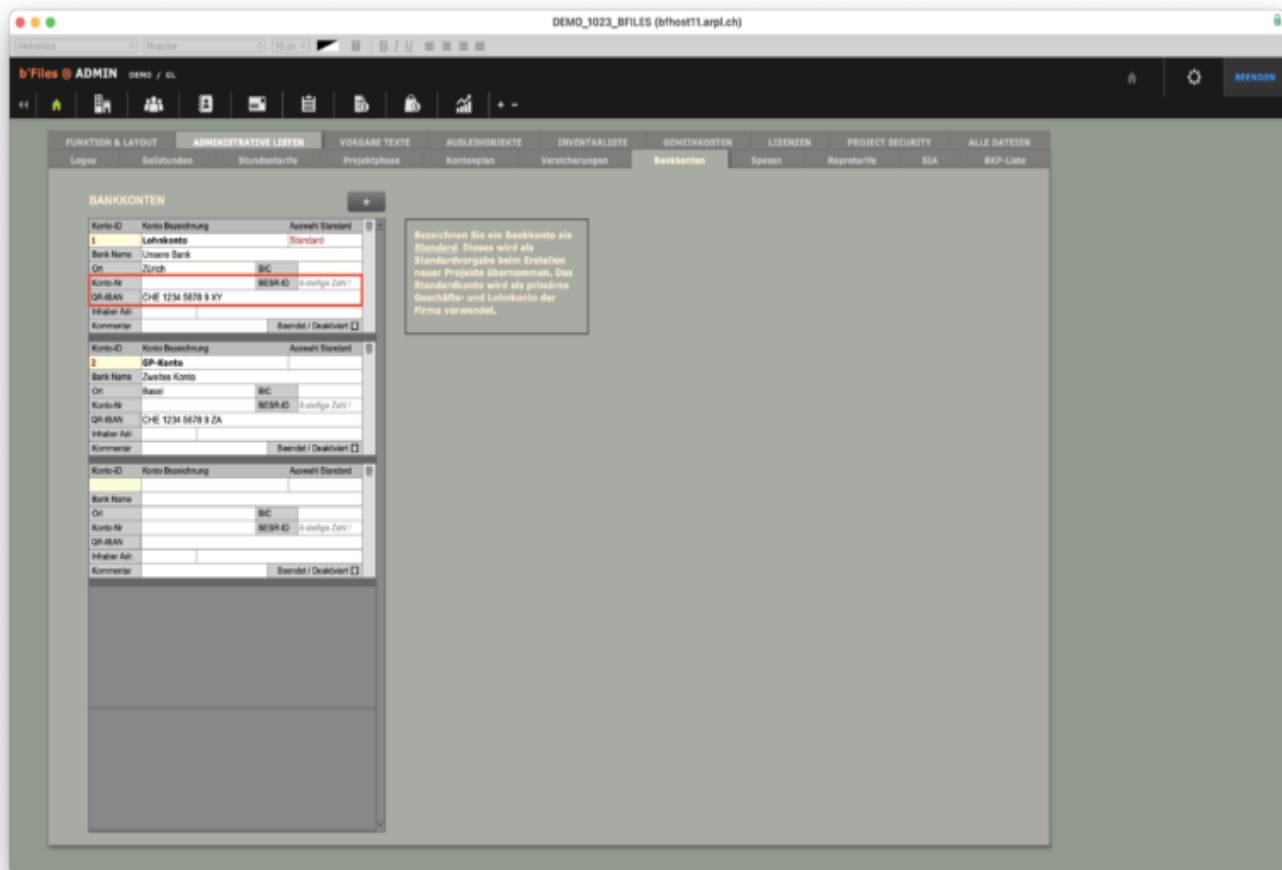 DEMO_1023_BFILES (bfhost11.arpl.ch)
Helvetica Regular 18 pt B I U
b'Files @ ADMIN DEMO / GL
BEENDEN
+ -
FUNKTION & LAYOUT ADMINISTRATIVE LISTEN VORGABE TEXTE AUSLEIHOBJEKTE INVENTARLISTE GEMEINKOSTEN LIZENZEN PROJECT SECURITY ALLE DATEIEN
Logos Sollstunden Stundentarife Projektphase Kontenplan Versicherungen Bankkonten Spesen Reprotarife SIA BKP-Liste
BANKKONTEN +
Konto-ID Konto Bezeichnung Auswahl Standard
1 Lohnkonto Standard
Bank Name Unsere Bank
Ort Zürich BIC
Konto-Nr BESR-ID 6-stellige Zahl !
QR-IBAN CHE 1234 5678 9 XY
Inhaber Adr.
Kommentar Beendet / Deaktiviert
Konto-ID Konto Bezeichnung Auswahl Standard
2 GP-Konto
Bank Name Zweites Konto
Ort Basel BIC
Konto-Nr BESR-ID 6-stellige Zahl !
QR-IBAN CHE 1234 5678 9 ZA
Inhaber Adr.
Kommentar Beendet / Deaktiviert
Konto-ID Konto Bezeichnung Auswahl Standard
Bank Name
Ort BIC
Konto-Nr BESR-ID 6-stellige Zahl !
QR-IBAN
Inhaber Adr.
Kommentar Beendet / Deaktiviert
Bezeichnen Sie ein Bankkonto als
Standard. Dieses wird als
Standardvorgabe beim Erstellen
neuer Projekte übernommen. Das
Standardkonto wird als primäres
Geschäfts- und Lohnkonto der
Firma verwendet.